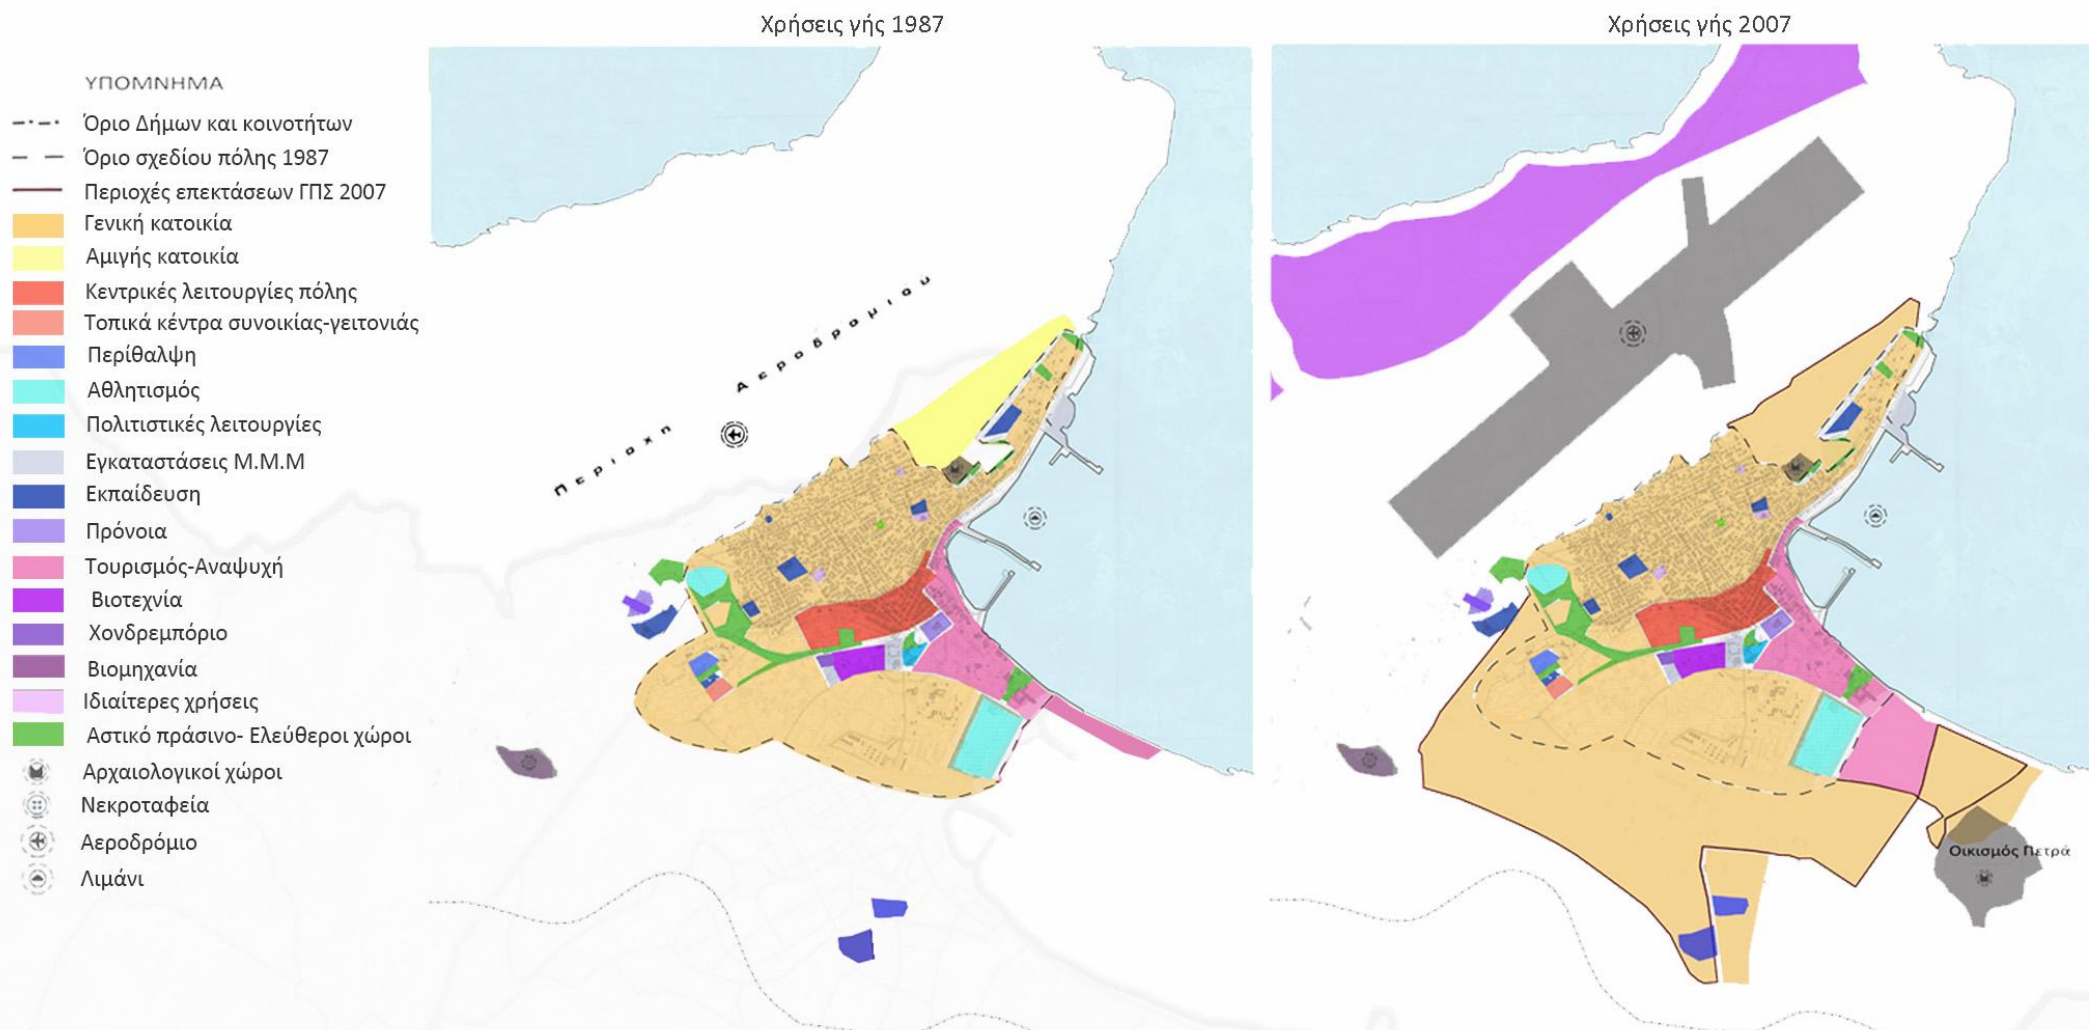 Χρήσεις γής 1987
Χρήσεις γής 2007
ΥΠΟΜΝΗΜΑ
Όριο Δήμων και κοινοτήτων
Όριο σχεδίου πόλης 1987
Περιοχές επεκτάσεων ΓΠΣ 2007
Γενική κατοικία
Αμιγής κατοικία
Κεντρικές λειτουργίες πόλης
Τοπικά κέντρα συνοικίας-γειτονιάς
Περίθαλψη
Αθλητισμός
Πολιτιστικές λειτουργίες
Εγκαταστάσεις Μ.Μ.Μ
Εκπαίδευση
Πρόνοια
Τουρισμός-Αναψυχή
Βιοτεχνία
Χονδρεμπόριο
Βιομηχανία
Ιδιαίτερες χρήσεις
Αστικό πράσινο- Ελεύθεροι χώροι
Αρχαιολογικοί χώροι
Νεκροταφεία
Αεροδρόμιο
Λιμάνι
Περιοχη Αεροδρομιου
Οικισμός Πετρά